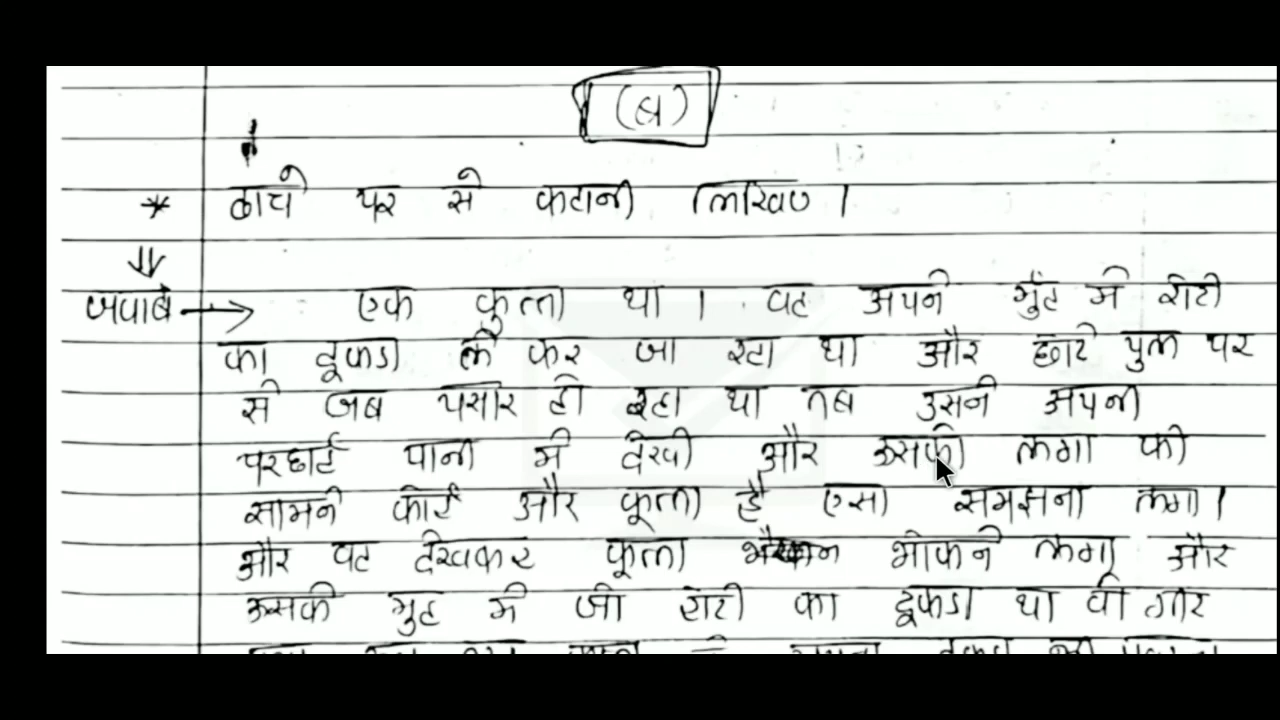 (ब)
* ढाचे पर से कहानी लिखिए।
जवाब → एक कुत्ता था। वह अपने मुँह मे रोटी
का टूकडा ले कर जा रहा था और छोटे पुल पर
से जब पसार हो रहा था तब उसने अपनी
परछाई पानी में देखी और उसको लगा की
सामने कोई और कूत्ता है एसा समझना लगा।
और वह देखकर कूत्ता भोकने लगा और
उसकी मुह में जो रोटी का टूकडा था वो गीर